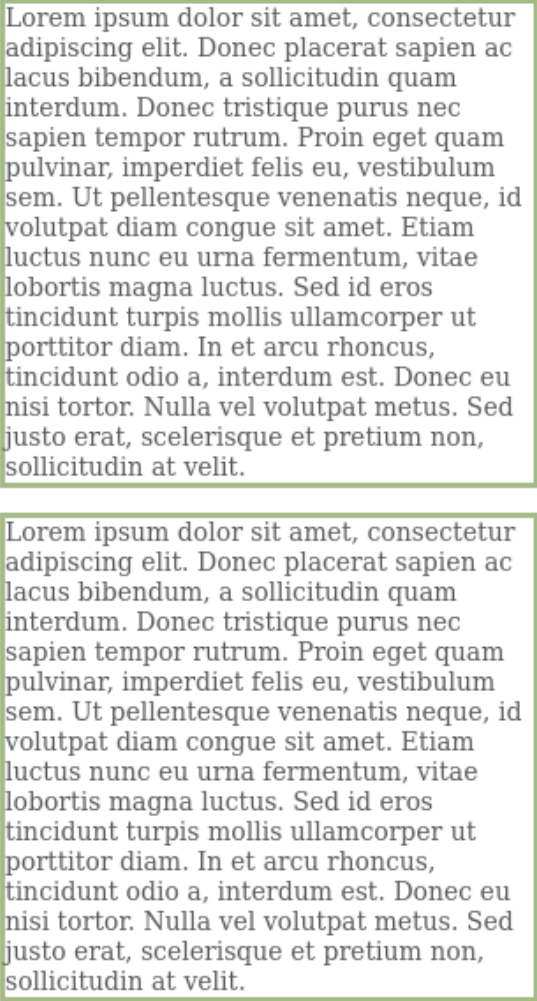 Lorem ipsum dolor sit amet, consectetur
adipiscing elit. Donec placerat sapien ac
lacus bibendum, a sollicitudin quam
interdum. Donec tristique purus nec
sapien tempor rutrum. Proin eget quam
pulvinar, imperdiet felis eu, vestibulum
sem. Ut pellentesque venenatis neque, id
volutpat diam congue sit amet. Etiam
luctus nunc eu urna fermentum, vitae
lobortis magna luctus. Sed id eros
tincidunt turpis mollis ullamcorper ut
porttitor diam. In et arcu rhoncus,
tincidunt odio a, interdum est. Donec eu
nisi tortor. Nulla vel volutpat metus. Sed
justo erat, scelerisque et pretium non,
sollicitudin at velit.
Lorem ipsum dolor sit amet, consectetur
adipiscing elit. Donec placerat sapien ac
lacus bibendum, a sollicitudin quam
interdum. Donec tristique purus nec
sapien tempor rutrum. Proin eget quam
pulvinar, imperdiet felis eu, vestibulum
sem. Ut pellentesque venenatis neque, id
volutpat diam congue sit amet. Etiam
luctus nunc eu urna fermentum, vitae
lobortis magna luctus. Sed id eros
tincidunt turpis mollis ullamcorper ut
porttitor diam. In et arcu rhoncus,
tincidunt odio a, interdum est. Donec eu
nisi tortor. Nulla vel volutpat metus. Sed
justo erat, scelerisque et pretium non,
sollicitudin at velit.